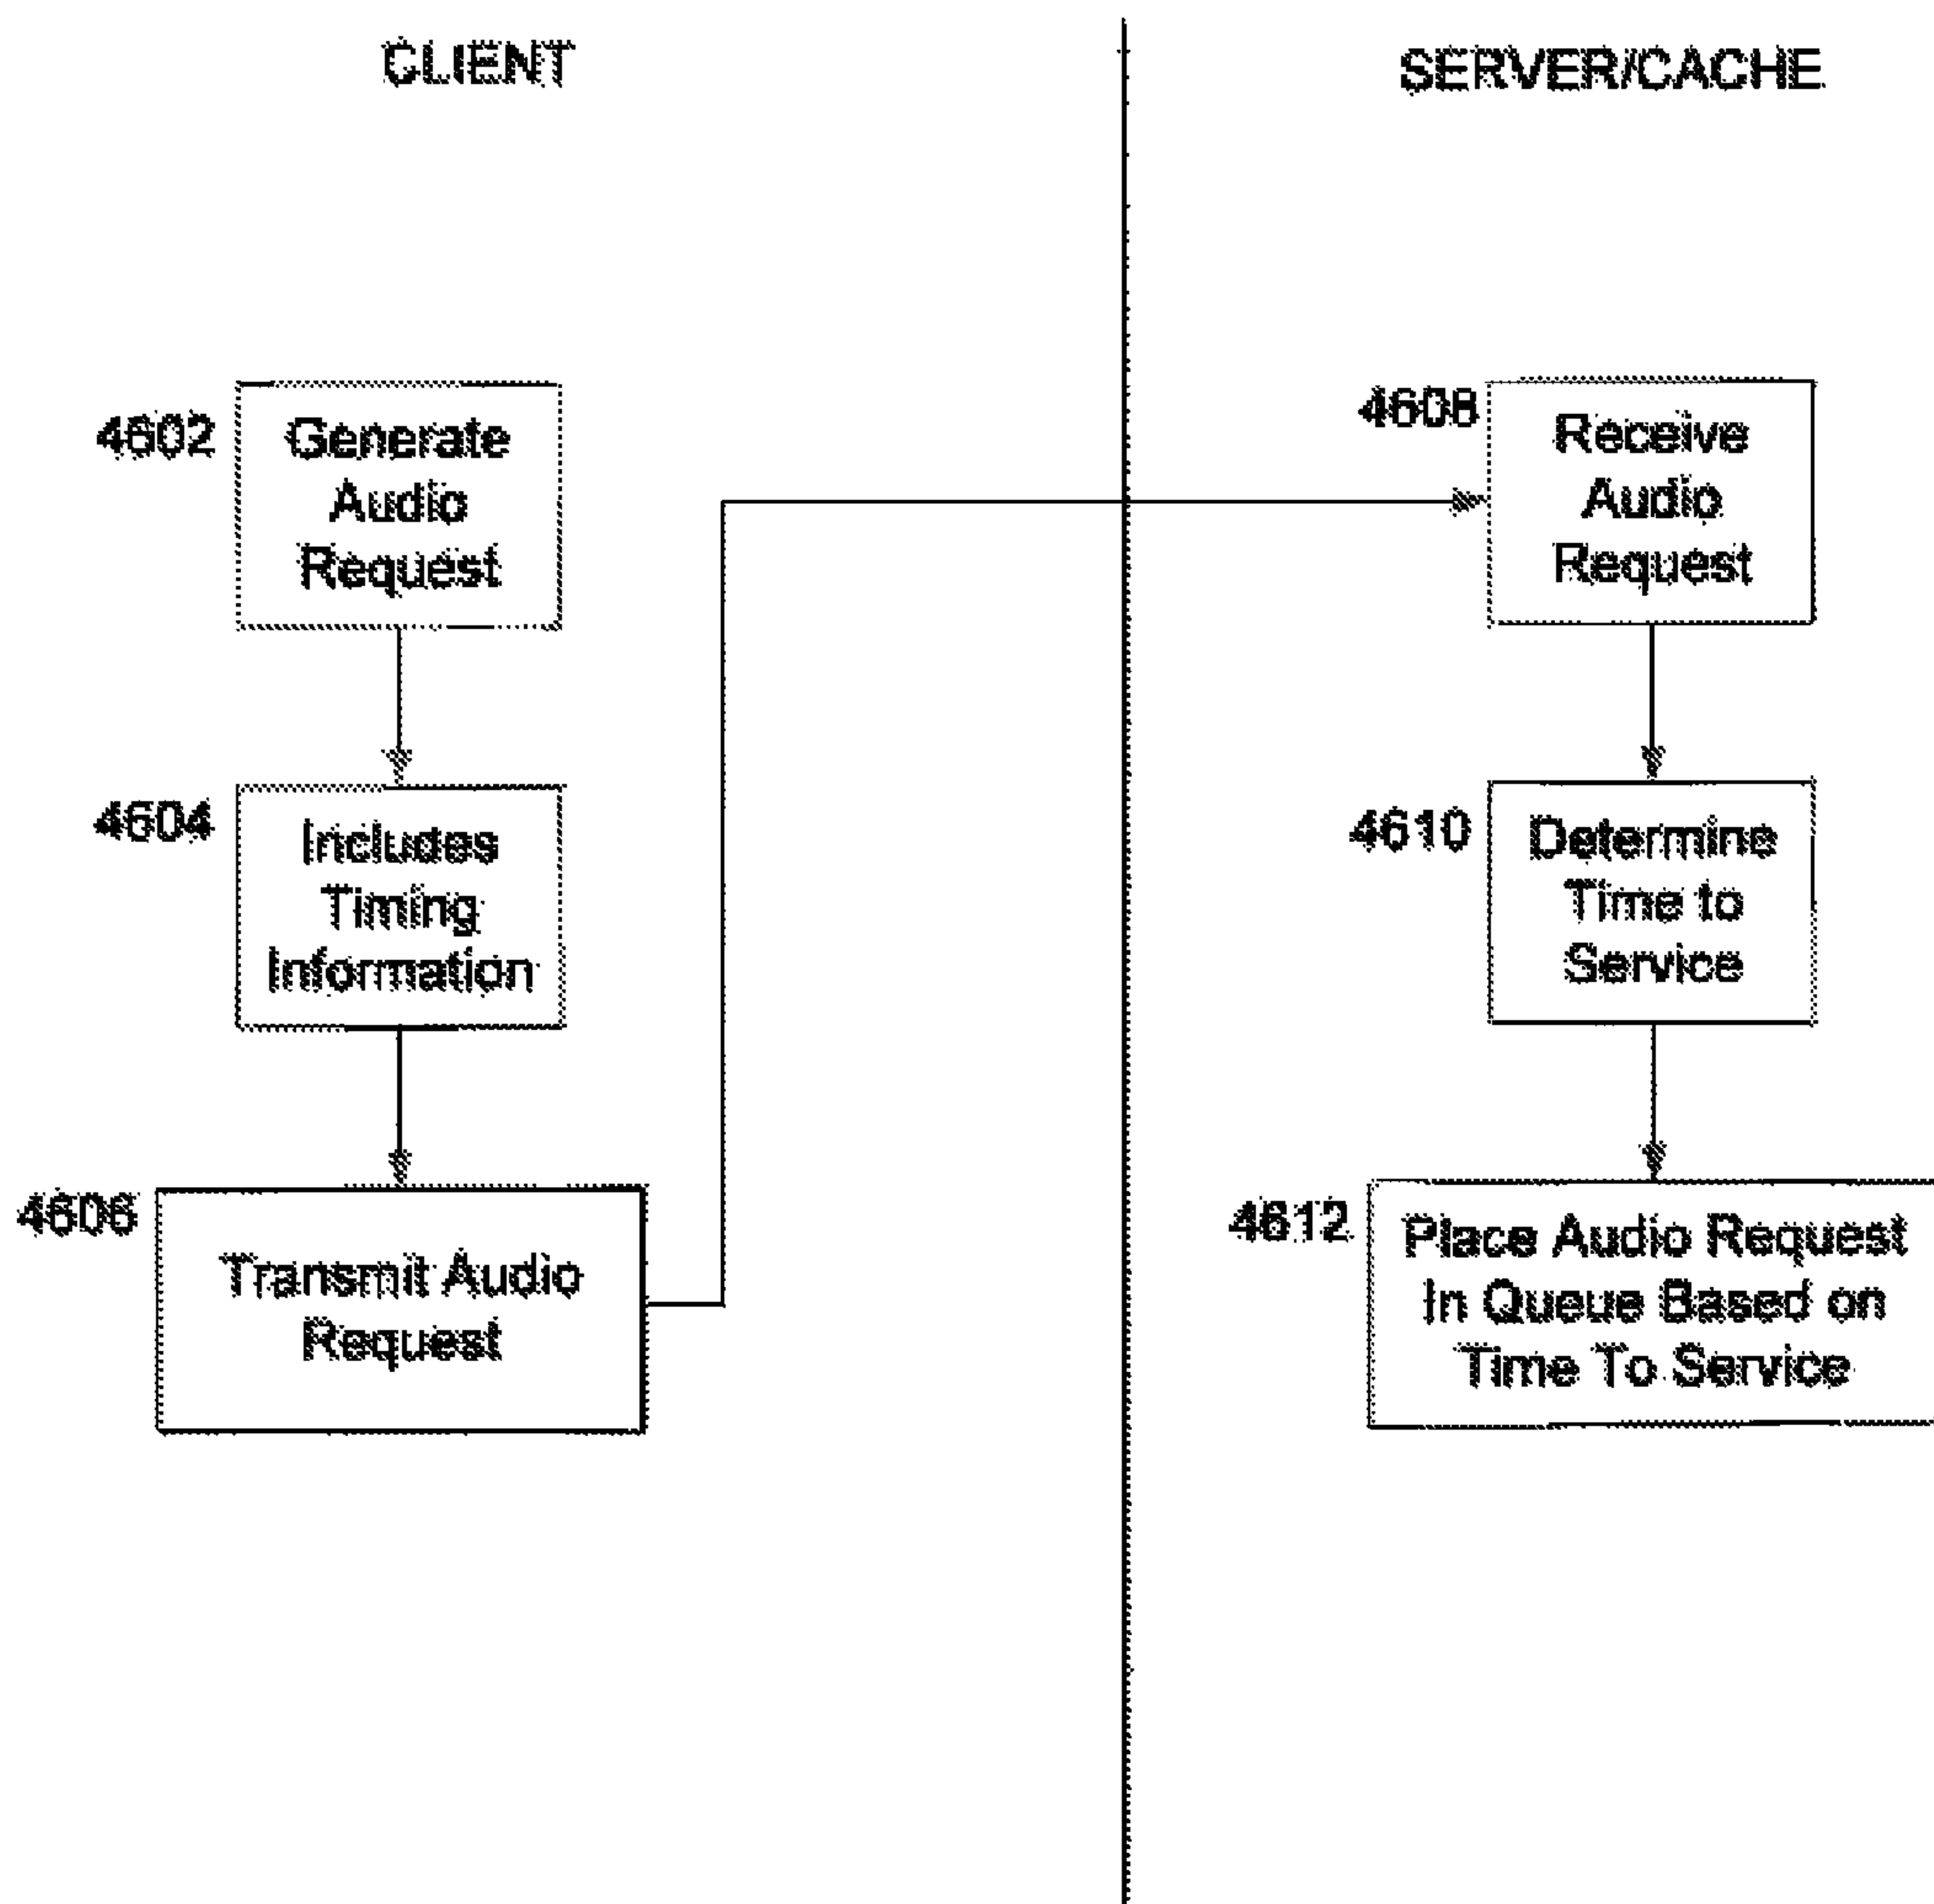 CLIENT
SERVER/CACHE
4602
Generate
Audio
Request
4604
Includes
Timing
Information
4606
Transmit Audio
Request
4608
Receive
Audio
Request
4610
Determine
Time to
Service
4612
Place Audio Request
In Queue Based on
Time To Service